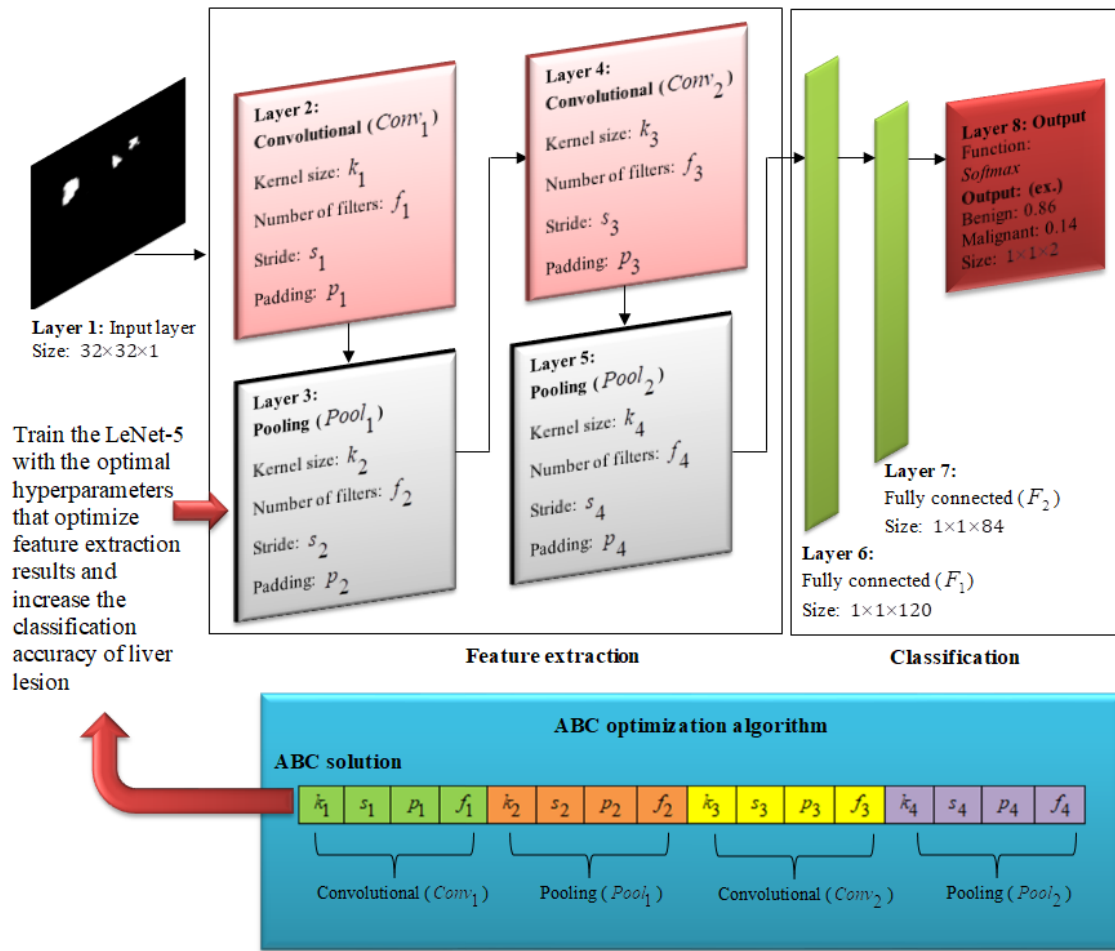 Layer 1: Input layer
Size: 32×32×1
Layer 2:
Convolutional (Conv₁)
Kernel size: k₁
Number of filters: f₁
Stride: s₁
Padding: p₁
Layer 3:
Pooling (Pool₁)
Kernel size: k₂
Number of filters: f₂
Stride: s₂
Padding: p₂
Layer 4:
Convolutional (Conv₂)
Kernel size: k₃
Number of filters: f₃
Stride: s₃
Padding: p₃
Layer 5:
Pooling (Pool₂)
Kernel size: k₄
Number of filters: f₄
Stride: s₄
Padding: p₄
Feature extraction
Layer 6:
Fully connected (F₁)
Size: 1×1×120
Layer 7:
Fully connected (F₂)
Size: 1×1×84
Layer 8: Output
Function:
Softmax
Output: (ex.)
Benign: 0.86
Malignant: 0.14
Size: 1×1×2
Classification
Train the LeNet-5
with the optimal
hyperparameters
that optimize
feature extraction
results and
increase the
classification
accuracy of liver
lesion
ABC optimization algorithm
ABC solution
k₁ s₁ p₁ f₁ k₂ s₂ p₂ f₂ k₃ s₃ p₃ f₃ k₄ s₄ p₄ f₄
Convolutional (Conv₁) Pooling (Pool₁) Convolutional (Conv₂) Pooling (Pool₂)